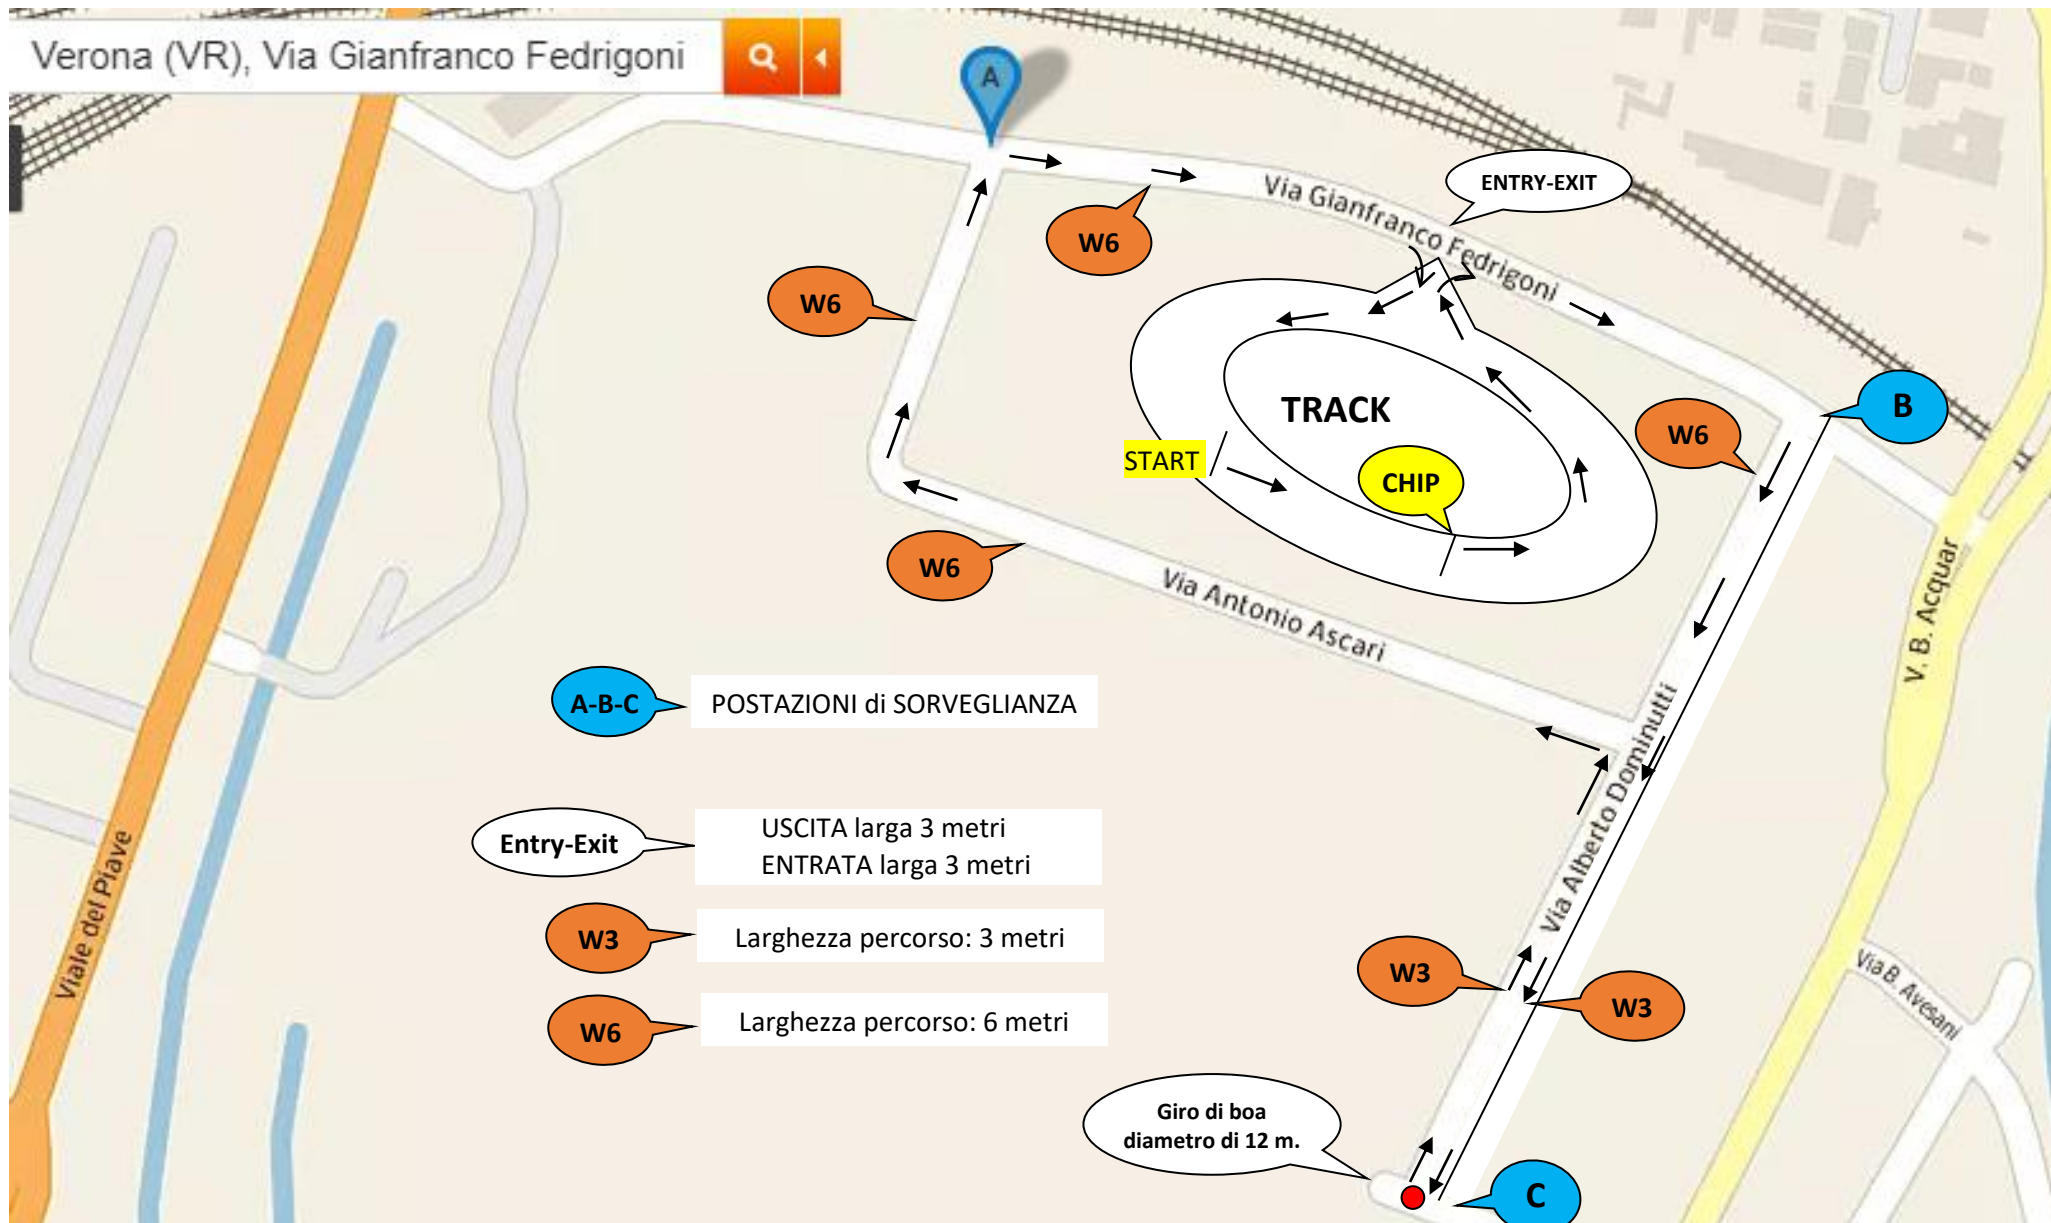 Verona (VR), Via Gianfranco Fedrigoni
A
Via Gianfranco Fedrigoni
ENTRY-EXIT
W6
W6
TRACK
B
W6
START
CHIP
W6
Via Antonio Ascari
V. B. Acquar
A-B-C
POSTAZIONI di SORVEGLIANZA
Via Alberto Dominutti
Entry-Exit
USCITA larga 3 metri
ENTRATA larga 3 metri
Viale del Piave
W3
Larghezza percorso: 3 metri
W3
W3
Via B. Avesani
W6
Larghezza percorso: 6 metri
Giro di boa
diametro di 12 m.
C